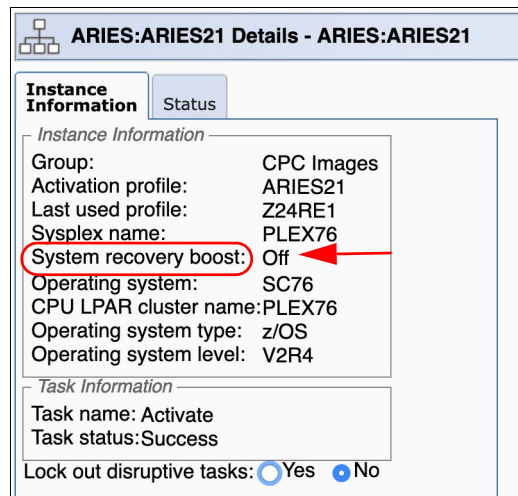 ARIES:ARIES21 Details - ARIES:ARIES21
Instance Information
Status
Instance Information
Group: CPC Images
Activation profile: ARIES21
Last used profile: Z24RE1
Sysplex name: PLEX76
System recovery boost: Off
Operating system: SC76
CPU LPAR cluster name:PLEX76
Operating system type: z/OS
Operating system level: V2R4
Task Information
Task name: Activate
Task status:Success
Lock out disruptive tasks: Yes No